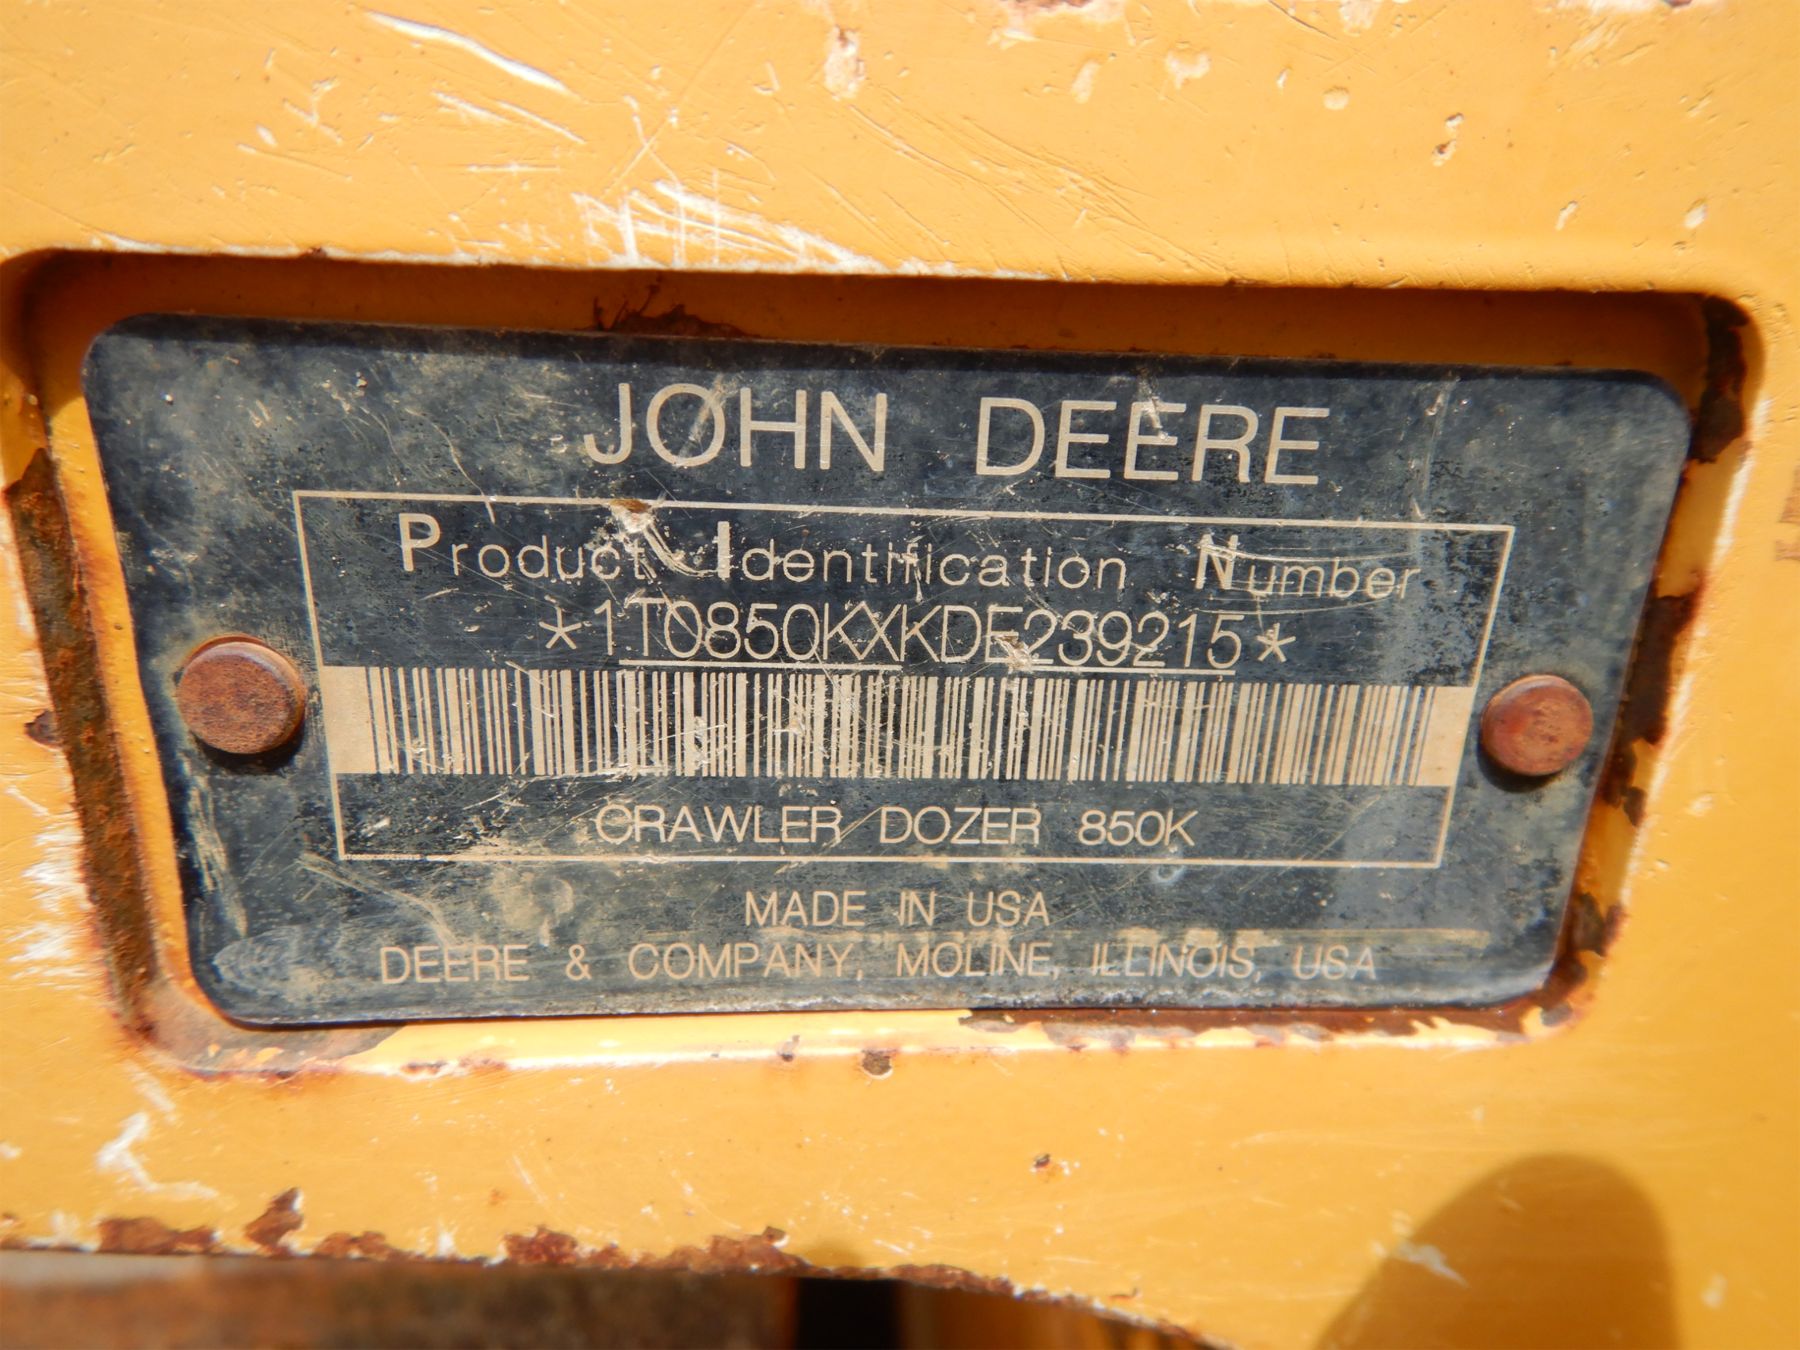 JOHN DEERE
Product Identification Number
*1T0850KXKDE239215*
CRAWLER DOZER 850K
MADE IN USA
DEERE & COMPANY, MOLINE, ILLINOIS, USA